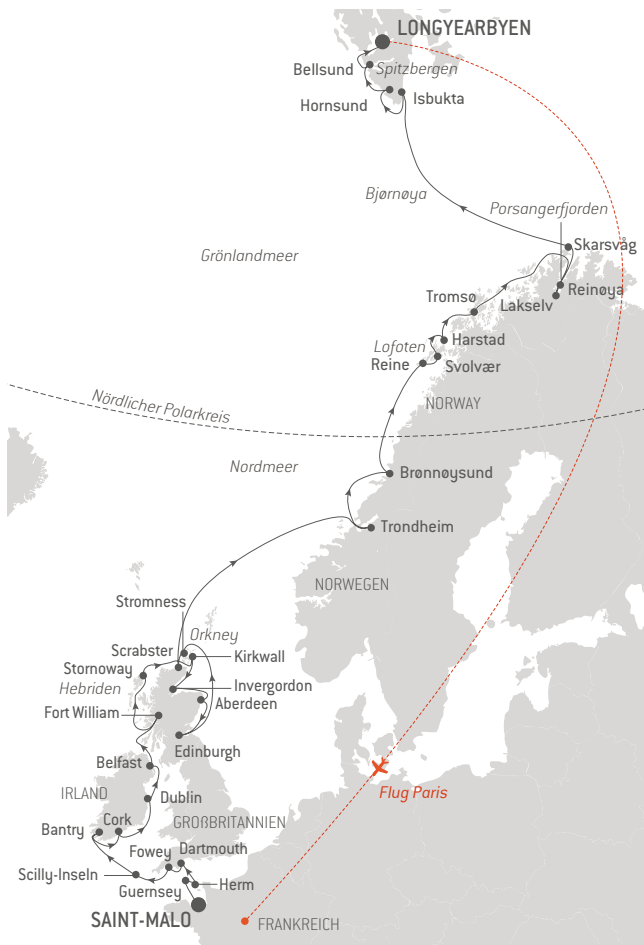 LONGYEARBYEN
Bellsund
Spitzbergen
Hornsund
Isbukta
Bjørnøya
Porsangerfjorden
Skarsvåg
Grönlandmeer
Reinøya
Tromsø
Lakselv
Harstad
Lofoten
Reine
Svolvær
Nördlicher Polarkreis
NORWAY
Nordmeer
Brønnøysund
Trondheim
NORWEGEN
Stromness
Orkney
Scrabster
Kirkwall
Stornoway
Invergordon
Hebriden
Aberdeen
Fort William
Edinburgh
Belfast
Flug Paris
IRLAND
Dublin
Cork
GROßBRITANNIEN
Bantry
Dartmouth
Fowey
Scilly-Inseln
Guernsey
Herm
SAINT-MALO
FRANKREICH